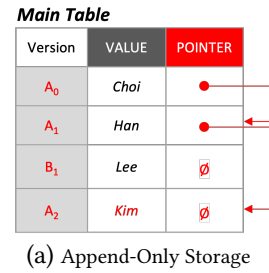 Main Table
Version VALUE POINTER
A₀ Choi
A₁ Han
B₁ Lee Ø
A₂ Kim Ø
(a) Append-Only Storage